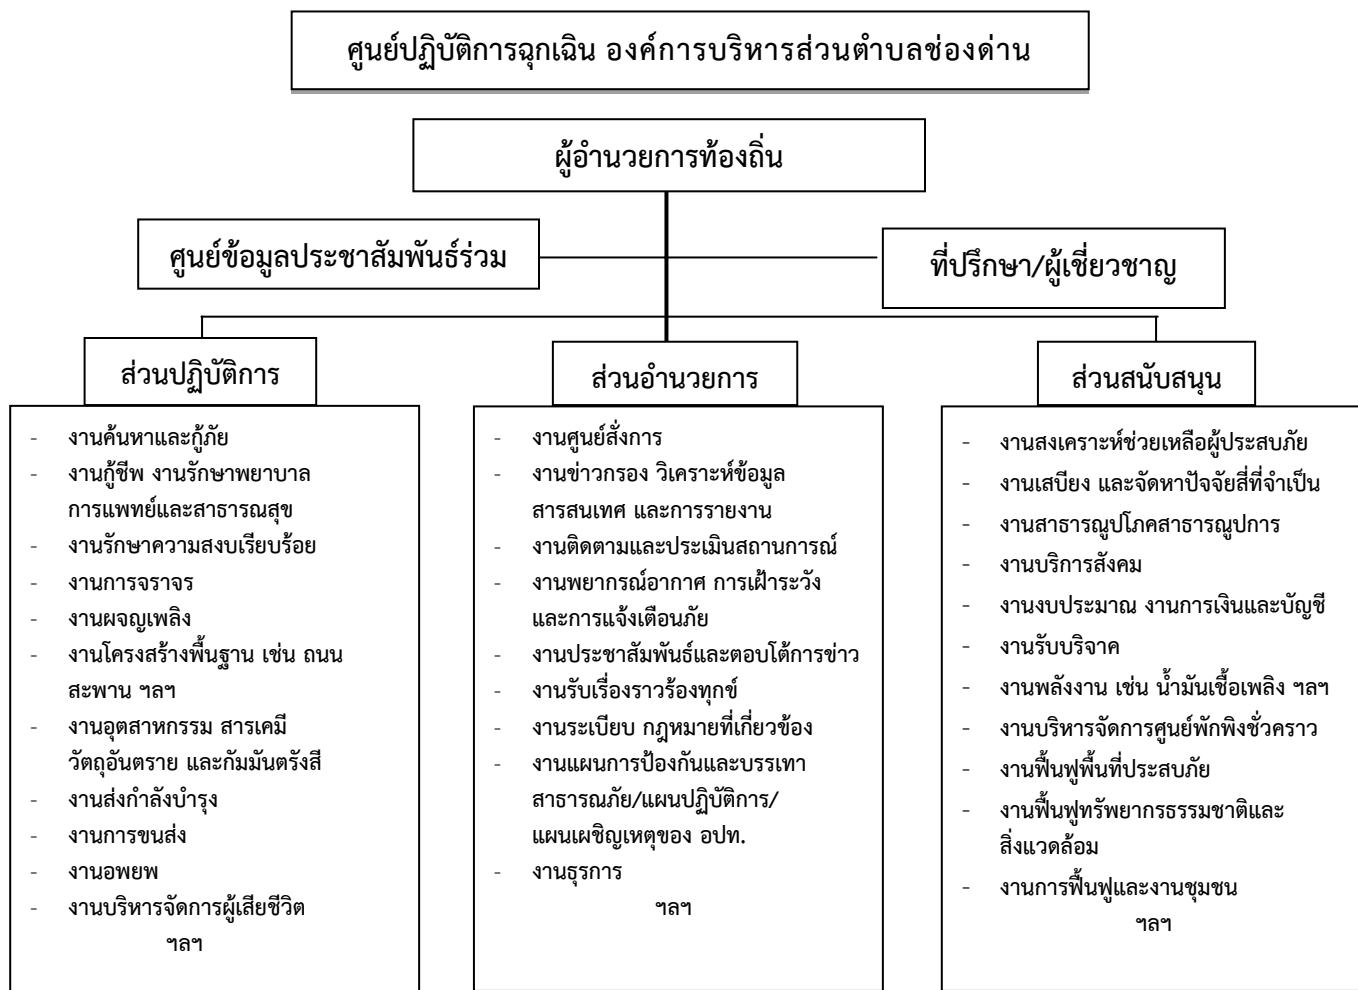 ศูนย์ปฏิบัติการฉุกเฉิน องค์การบริหารส่วนตำบลช่องด่าน
ผู้อำนวยการท้องถิ่น
ศูนย์ข้อมูลประชาสัมพันธ์ร่วม
ที่ปรึกษา/ผู้เชี่ยวชาญ
ส่วนปฏิบัติการ
- งานค้นหาและกู้ภัย
- งานกู้ชีพ งานรักษาพยาบาล
การแพทย์และสาธารณสุข
- งานรักษาความสงบเรียบร้อย
- งานการจราจร
- งานผจญเพลิง
- งานโครงสร้างพื้นฐาน เช่น ถนน
สะพาน ฯลฯ
- งานอุตสาหกรรม สารเคมี
วัตถุอันตราย และกัมมันตรังสี
- งานส่งกำลังบำรุง
- งานการขนส่ง
- งานอพยพ
- งานบริหารจัดการผู้เสียชีวิต
ฯลฯ
ส่วนอำนวยการ
- งานศูนย์สั่งการ
- งานข่าวกรอง วิเคราะห์ข้อมูล
สารสนเทศ และการรายงาน
- งานติดตามและประเมินสถานการณ์
- งานพยากรณ์อากาศ การเฝ้าระวัง
และการแจ้งเตือนภัย
- งานประชาสัมพันธ์และตอบโต้การข่าว
- งานรับเรื่องราวร้องทุกข์
- งานระเบียบ กฎหมายที่เกี่ยวข้อง
- งานแผนการป้องกันและบรรเทา
สาธารณภัย/แผนปฏิบัติการ/
แผนเผชิญเหตุของ อปท.
- งานธุรการ
ฯลฯ
ส่วนสนับสนุน
- งานสงเคราะห์ช่วยเหลือผู้ประสบภัย
- งานเสบียง และจัดหาปัจจัยสี่ที่จำเป็น
- งานสาธารณูปโภคสาธารณูปการ
- งานบริการสังคม
- งานงบประมาณ งานการเงินและบัญชี
- งานรับบริจาค
- งานพลังงาน เช่น น้ำมันเชื้อเพลิง ฯลฯ
- งานบริหารจัดการศูนย์พักพิงชั่วคราว
- งานฟื้นฟูพื้นที่ประสบภัย
- งานฟื้นฟูทรัพยากรธรรมชาติและ
สิ่งแวดล้อม
- งานการฟื้นฟูและงานชุมชน
ฯลฯ